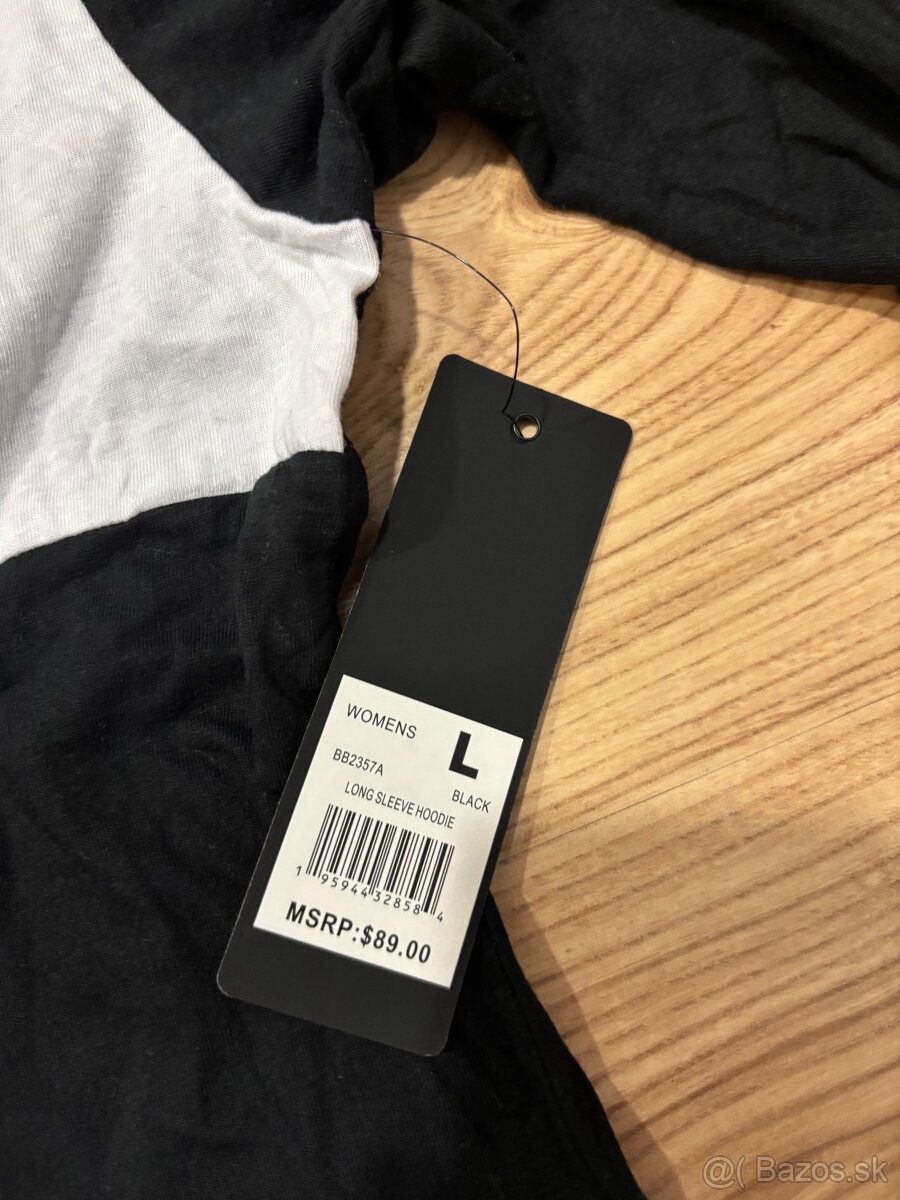 WOMENS
L
BB2357A
BLACK
LONG SLEEVE HOODIE
1 95944 32858 4
MSRP:$89.00
@( Bazos.sk